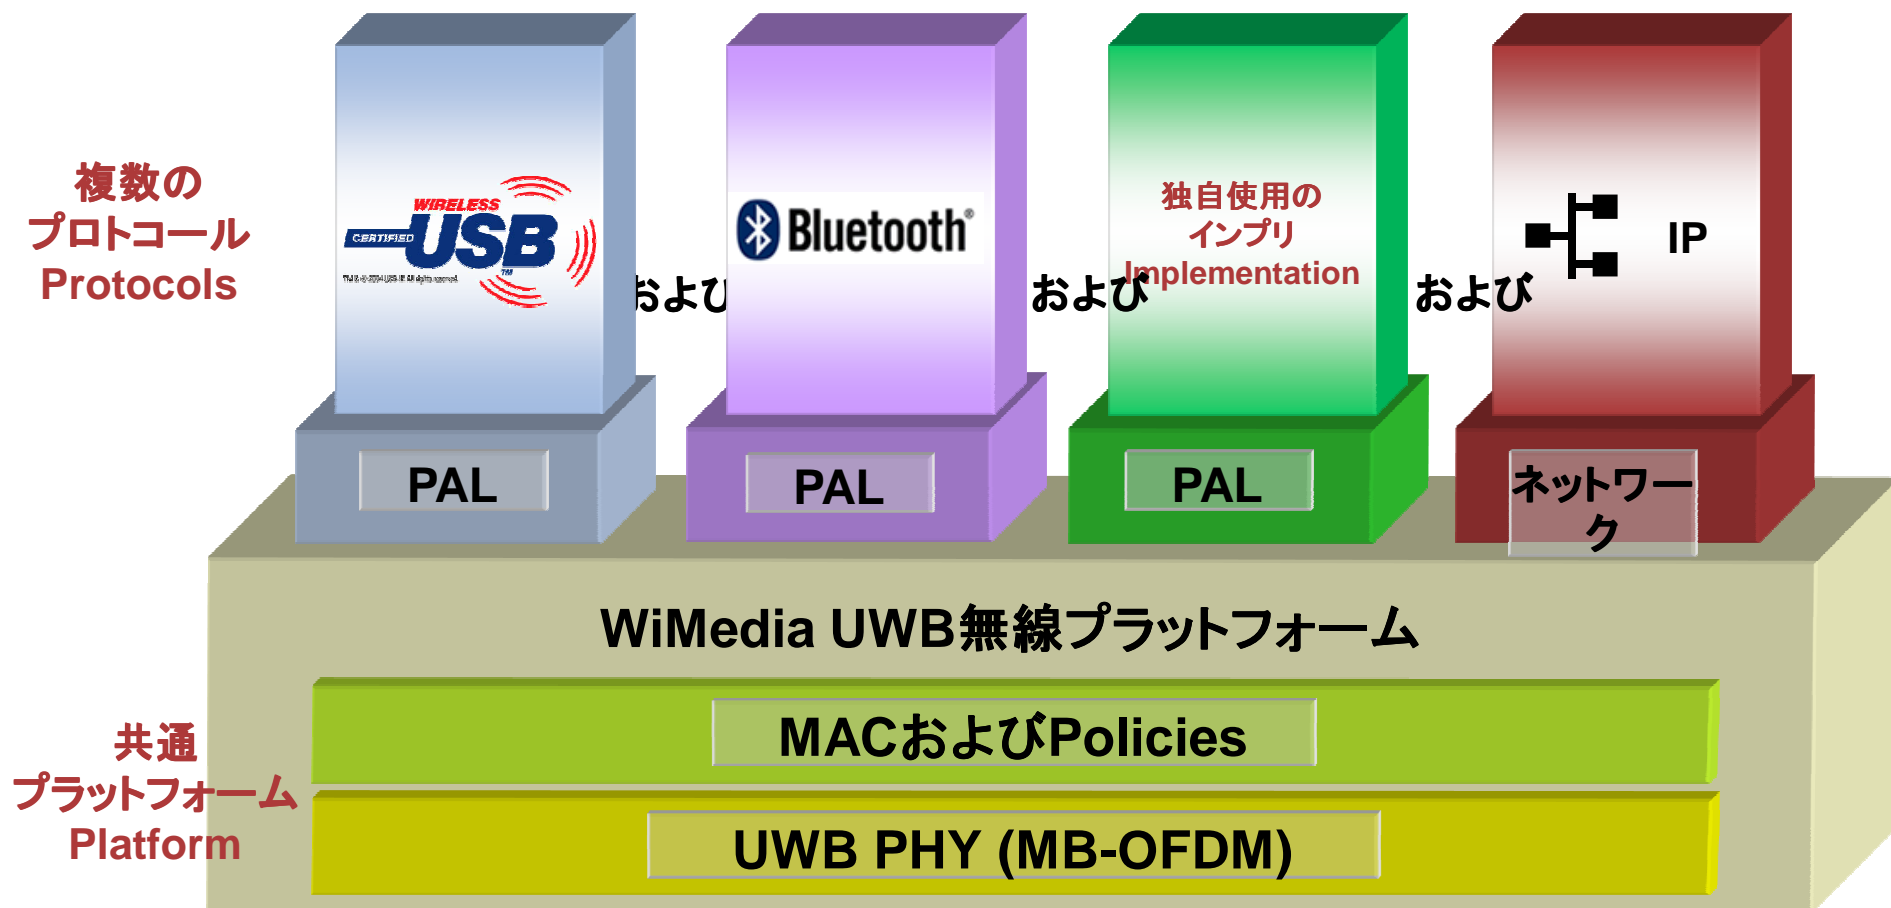 複数の
プロトコール
Protocols
WIRELESS
CERTIFIED USB
TM
および
Bluetooth®
および
独自使用の
インプリ
Implementation
および
IP
PAL
PAL
PAL
ネットワー
ク
WiMedia UWB無線プラットフォーム
MACおよびPolicies
共通
プラットフォーム
Platform
UWB PHY (MB-OFDM)